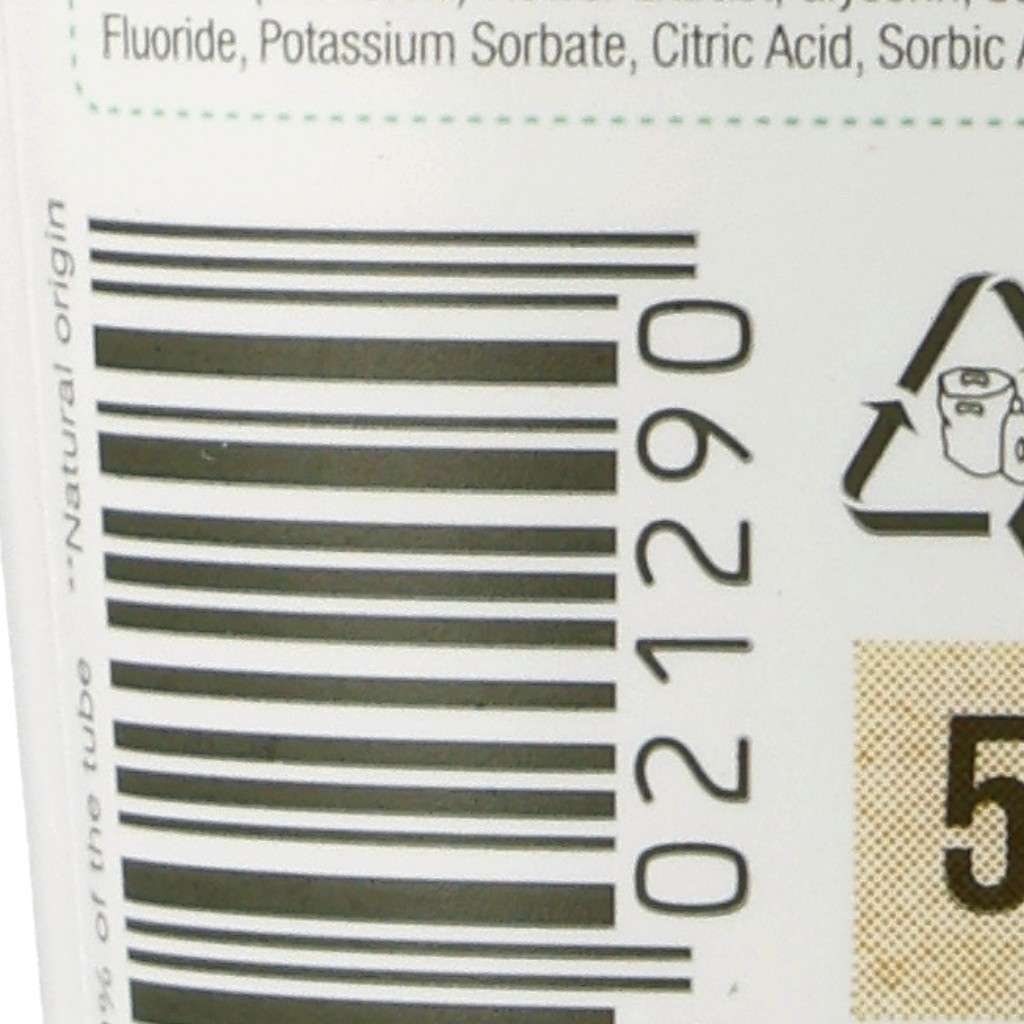 Fluoride, Potassium Sorbate, Citric Acid, Sorbic
% of the tube **Natural origin
021290
5